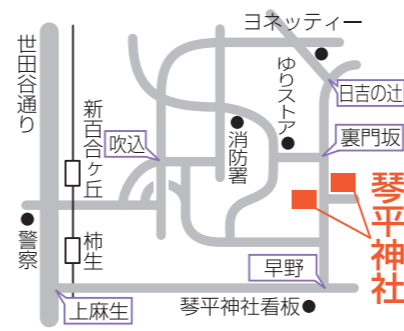 ヨネッティー
世田谷通り
ゆりストア
日吉の辻
新百合ヶ丘
吹込
消防署
裏門坂
琴平神社
警察
柿生
早野
上麻生
琴平神社看板